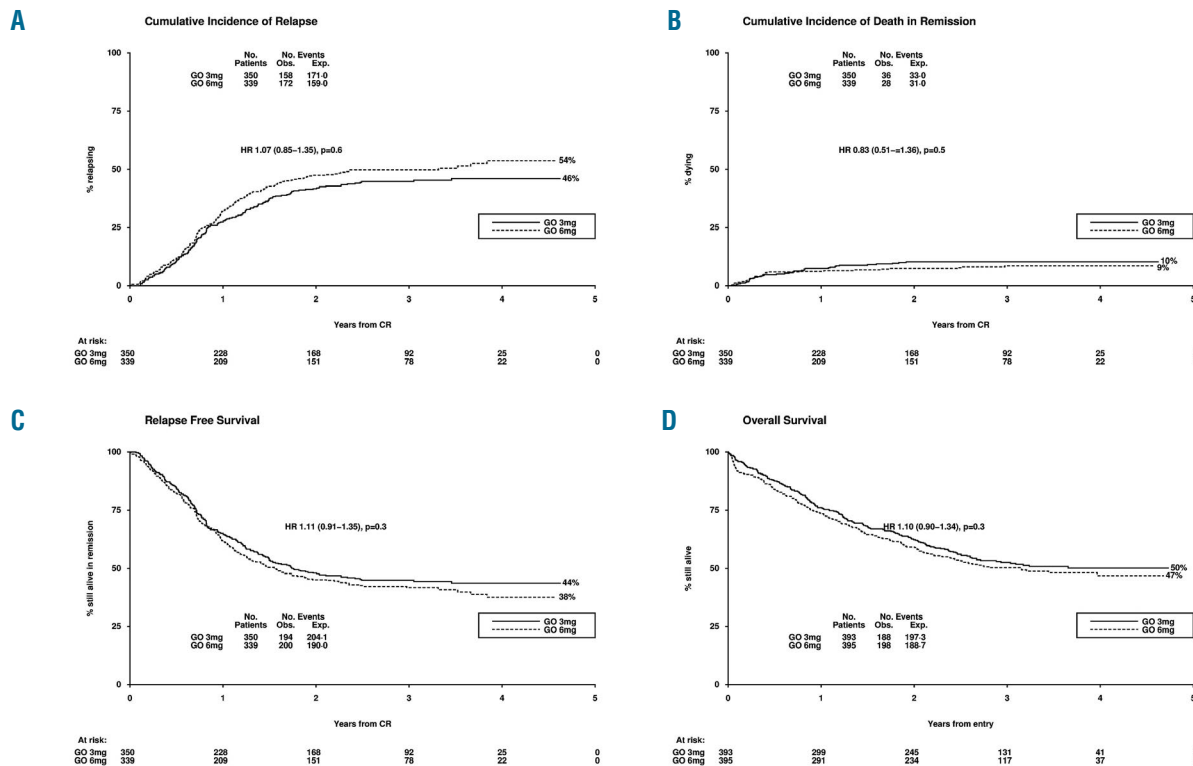 A
Cumulative Incidence of Relapse
No. No. Events
Patients Obs. Exp.
GO 3mg 350 158 171·0
GO 6mg 339 172 159·0
HR 1.07 (0.85–1.35), p=0.6
% relapsing
100
75
50
25
0
54%
46%
GO 3mg
GO 6mg
0 1 2 3 4 5
Years from CR
At risk:
GO 3mg 350 228 168 92 25 0
GO 6mg 339 209 151 78 22 0
B
Cumulative Incidence of Death in Remission
No. No. Events
Patients Obs. Exp.
GO 3mg 350 36 33·0
GO 6mg 339 28 31·0
HR 0.83 (0.51–=1.36), p=0.5
% dying
100
75
50
25
0
10%
9%
GO 3mg
GO 6mg
0 1 2 3 4 5
Years from CR
At risk:
GO 3mg 350 228 168 92 25
GO 6mg 339 209 151 78 22
C
Relapse Free Survival
HR 1.11 (0.91–1.35), p=0.3
% still alive in remission
100
75
50
25
0
44%
38%
No. No. Events
Patients Obs. Exp.
GO 3mg 350 194 204·1
GO 6mg 339 200 190·0
GO 3mg
GO 6mg
0 1 2 3 4 5
Years from CR
At risk:
GO 3mg 350 228 168 92 25 0
GO 6mg 339 209 151 78 22 0
D
Overall Survival
HR 1.10 (0.90–1.34), p=0.3
% still alive
100
75
50
25
0
50%
47%
No. No. Events
Patients Obs. Exp.
GO 3mg 393 188 197·3
GO 6mg 395 198 188·7
GO 3mg
GO 6mg
0 1 2 3 4 5
Years from entry
At risk:
GO 3mg 393 299 245 131 41
GO 6mg 395 291 234 117 37